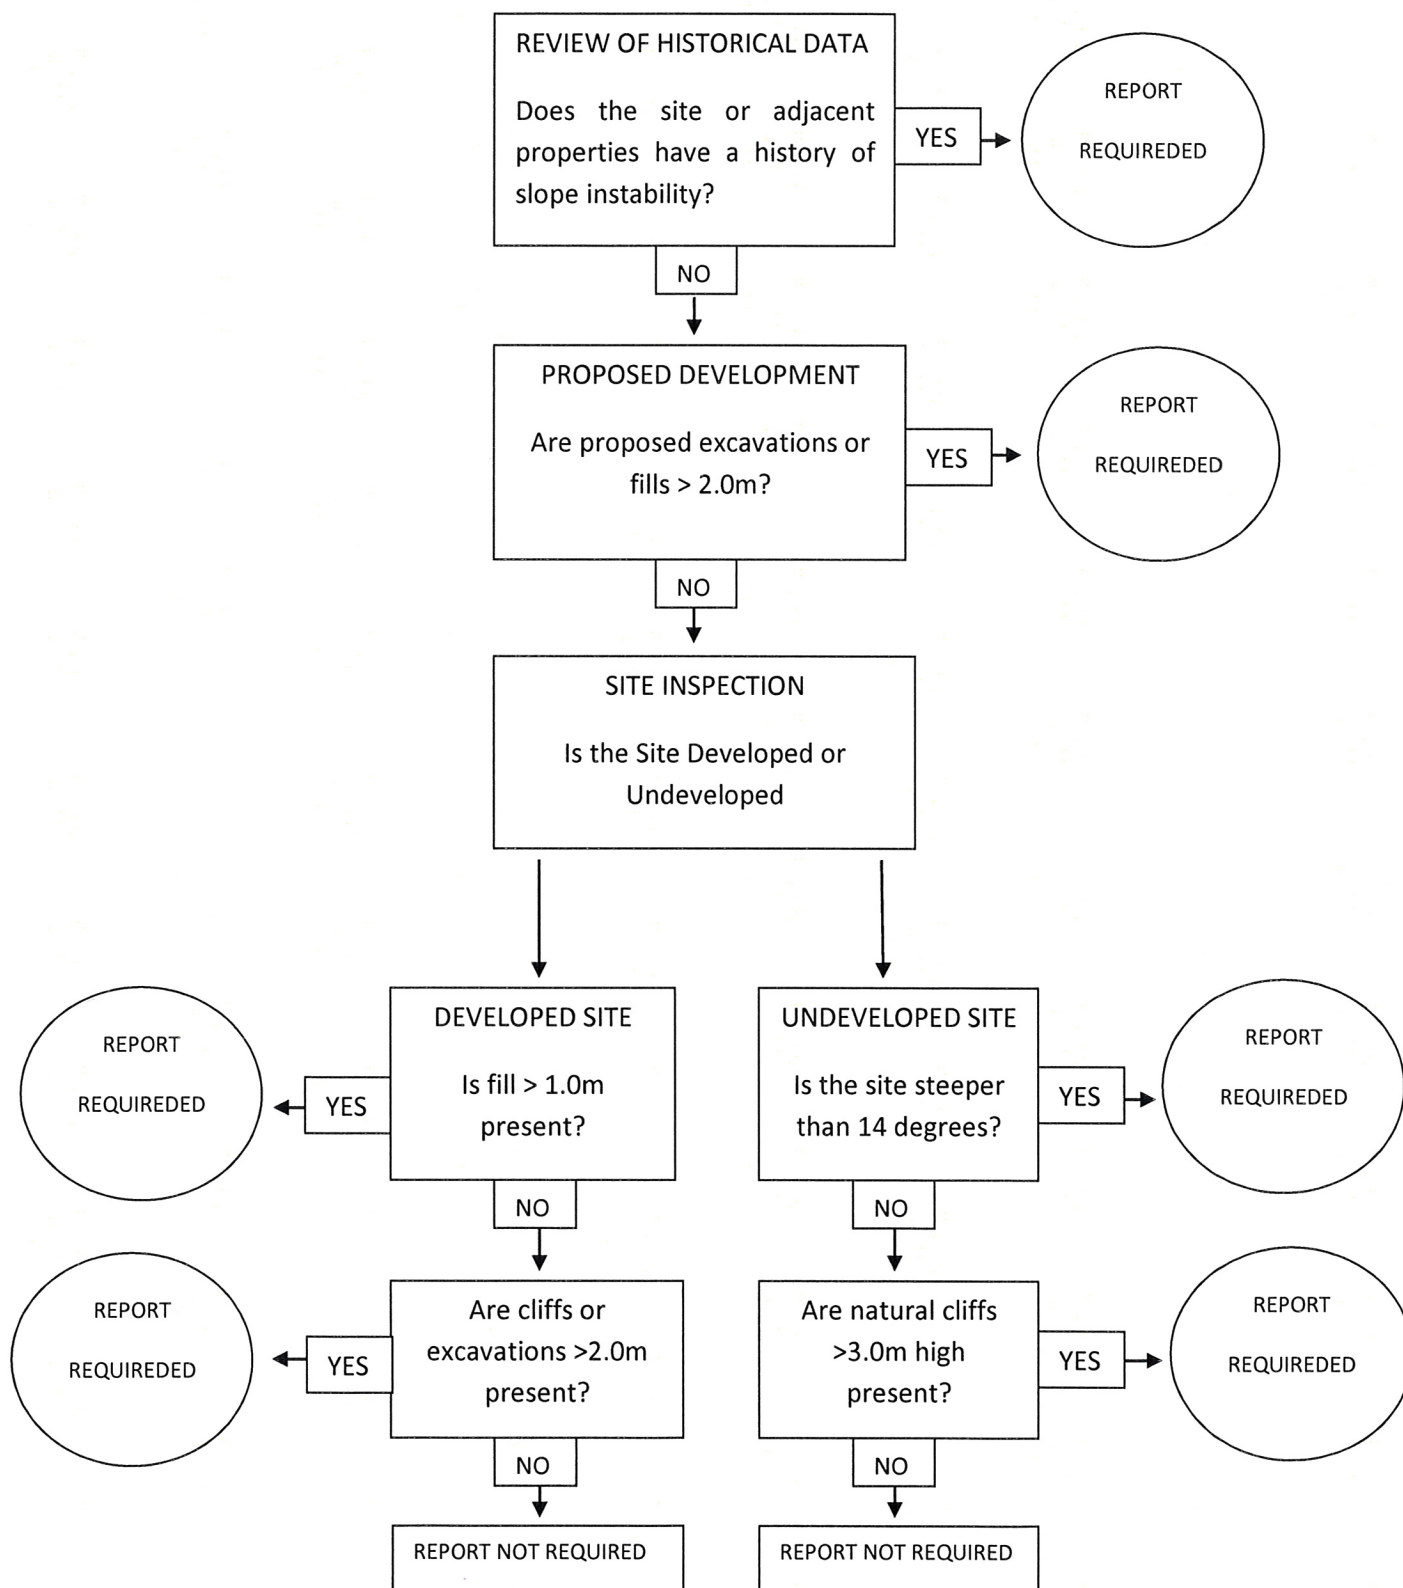 REVIEW OF HISTORICAL DATA
Does the site or adjacent
properties have a history of
slope instability?
YES
REPORT
REQUIREDED
NO
PROPOSED DEVELOPMENT
Are proposed excavations or
fills > 2.0m?
YES
REPORT
REQUIREDED
NO
SITE INSPECTION
Is the Site Developed or
Undeveloped
DEVELOPED SITE
Is fill > 1.0m
present?
YES
REPORT
REQUIREDED
NO
Are cliffs or
excavations >2.0m
present?
YES
REPORT
REQUIREDED
NO
REPORT NOT REQUIRED
UNDEVELOPED SITE
Is the site steeper
than 14 degrees?
YES
REPORT
REQUIREDED
NO
Are natural cliffs
>3.0m high
present?
YES
REPORT
REQUIREDED
NO
REPORT NOT REQUIRED